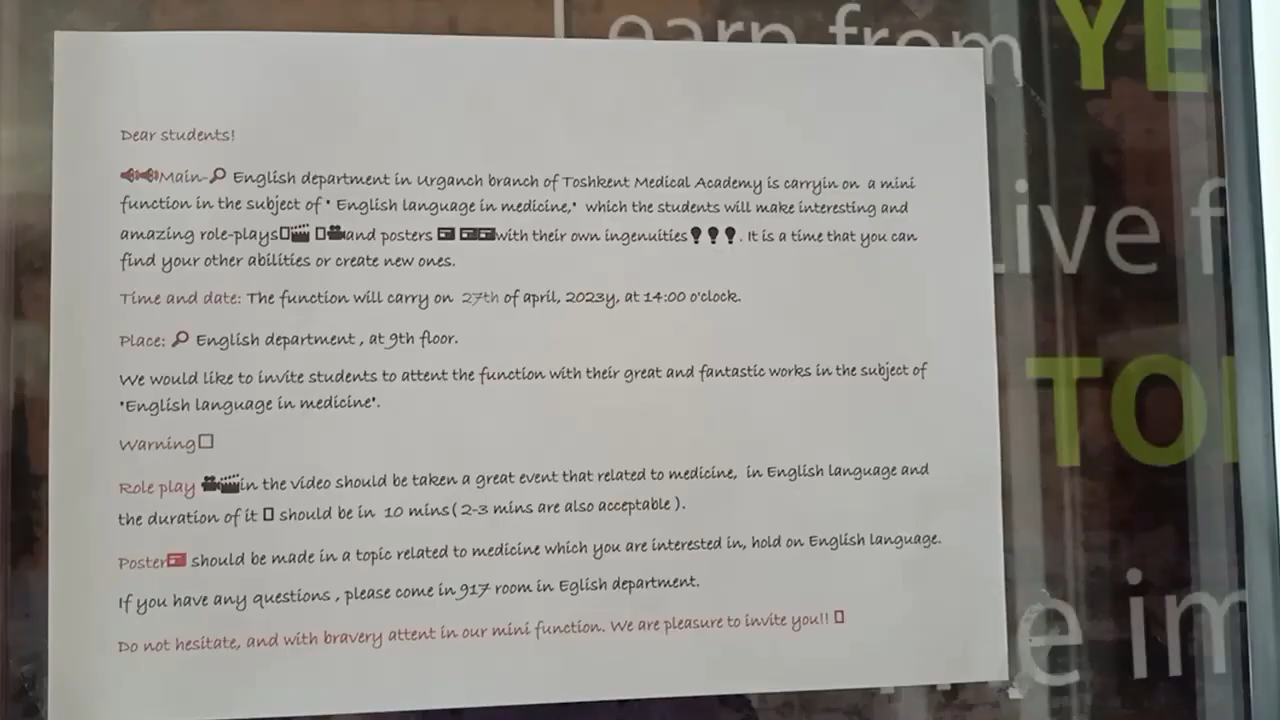 Learn from
YE
Live f
TO
e im
Dear students!
📢📢Main-🔎 English department in Urganch branch of Toshkent Medical Academy is carryin on a mini
function in the subject of " English language in medicine," which the students will make interesting and
amazing role-plays□🎬 □🎥and posters 🪧 🪧🪧with their own ingenuities💡💡💡. It is a time that you can
find your other abilities or create new ones.
Time and date: The function will carry on 27th of april, 2023y, at 14:00 o'clock.
Place: 🔎 English department , at 9th floor.
We would like to invite students to attent the function with their great and fantastic works in the subject of
"English language in medicine".
Warning□
Role play 🎥🎬in the video should be taken a great event that related to medicine, in English language and
the duration of it □ should be in 10 mins( 2-3 mins are also acceptable ).
Poster🪧 should be made in a topic related to medicine which you are interested in, hold on English language.
If you have any questions , please come in 917 room in Eglish department.
Do not hesitate, and with bravery attent in our mini function. We are pleasure to invite you!! □